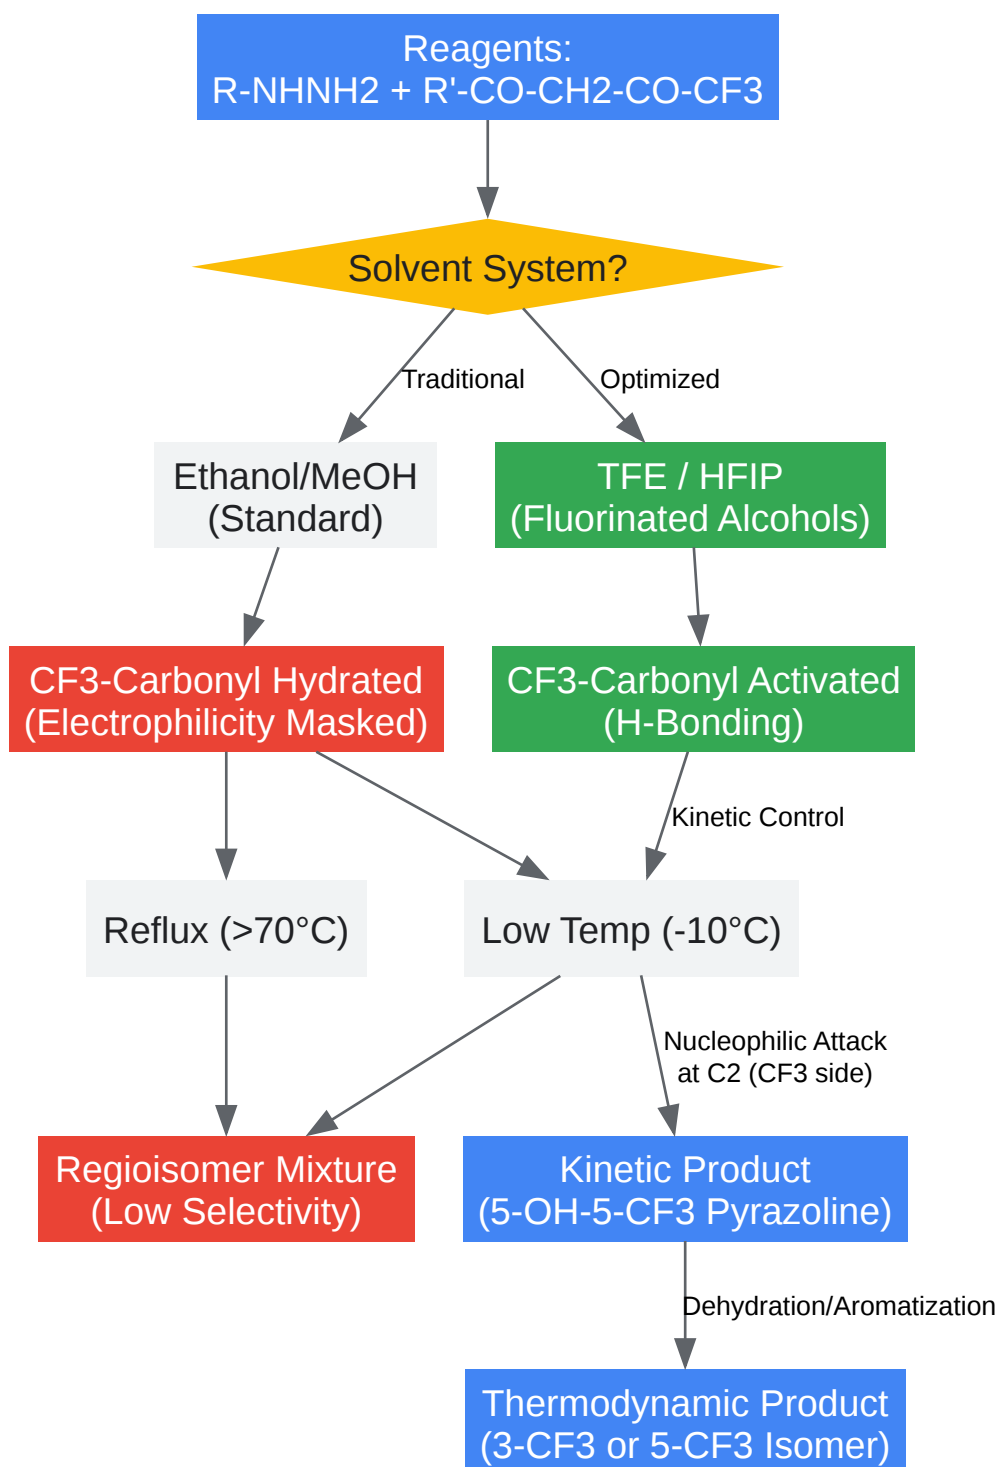 Reagents:
R-NHNH2 + R'-CO-CH2-CO-CF3
Solvent System?
Traditional
Optimized
Ethanol/MeOH
(Standard)
TFE / HFIP
(Fluorinated Alcohols)
CF3-Carbonyl Hydrated
(Electrophilicity Masked)
CF3-Carbonyl Activated
(H-Bonding)
Kinetic Control
Reflux (>70°C)
Low Temp (-10°C)
Nucleophilic Attack
at C2 (CF3 side)
Regioisomer Mixture
(Low Selectivity)
Kinetic Product
(5-OH-5-CF3 Pyrazoline)
Dehydration/Aromatization
Thermodynamic Product
(3-CF3 or 5-CF3 Isomer)